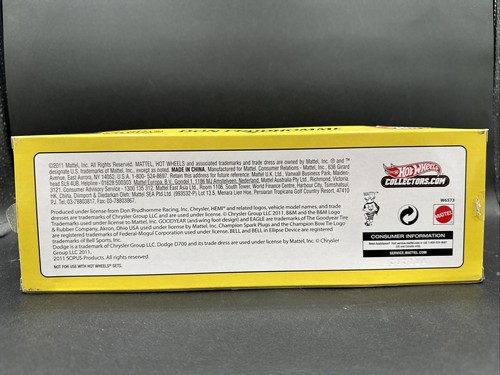 DON PRUDHOMME
©2011 Mattel, Inc. All Rights Reserved. MATTEL, HOT WHEELS and associated trademarks and trade dress are owned by Mattel, Inc. ® and ™
designate U.S. trademarks of Mattel, Inc., except as noted. MADE IN CHINA. Manufactured for Mattel, Consumer Relations - Mattel, Inc., 636 Girard
Avenue, East Aurora, NY 14052, U.S.A. 1-800- 524-8697. Retain this address for future reference: Mattel U.K. Ltd., Vanwall Business Park, Maiden-
head SL6 4UB. Helpline - 01628 500303. Mattel Europa B.V., Gondel 1, 1186 MJ Amstelveen, Nederland. Mattel Australia Pty Ltd., Richmond, Victoria.
3121. Consumer Advisory Service - 1300 135 312. Mattel East Asia Ltd., Room 1106, South Tower, World Finance Centre, Harbour City, Tsimshatsui,
HK, China. Diimport & Diedarkan Oleh: Mattel SEA Ptd Ltd. (993532-P) Lot 13.5, Menara Lien Hoe, Persiaran Tropicana Golf Country Resort, 47410
P.J. Tel: 03-78803817, Fax: 03-78803867.
Produced under license from Don Prudhomme Racing, Inc. Chrysler, HEMI® and related logos, vehicle model names, and trade
dresses are trademarks of Chrysler Group LLC and are used under license. © Chrysler Group LLC 2011. B&M and the B&M Logo
Trademarks used under license to Mattel, Inc. GOODYEAR (and wing foot design) and EAGLE are trademarks of The Goodyear Tire
& Rubber Company, Akron, Ohio USA used under license by Mattel, Inc. Champion Spark Plugs and the Champion Bow Tie Logo
are trademarks of Federal-Mogul Corporation used under license. BELL and BELL in Ellipse Device are registered
trademarks of Bell Sports, Inc.
Dodge is a trademark of Chrysler Group LLC. Dodge D700 and its trade dress are used under license to Mattel, Inc. © Chrysler
Group LLC 2011.
2011 SOPUS Products. All rights reserved.
NOT FOR USE WITH HOT WHEELS® SETS.
HOT WHEELS
COLLECTORS.COM
W6573
MATTEL
CONSUMER INFORMATION
SERVICE.MATTEL.COM